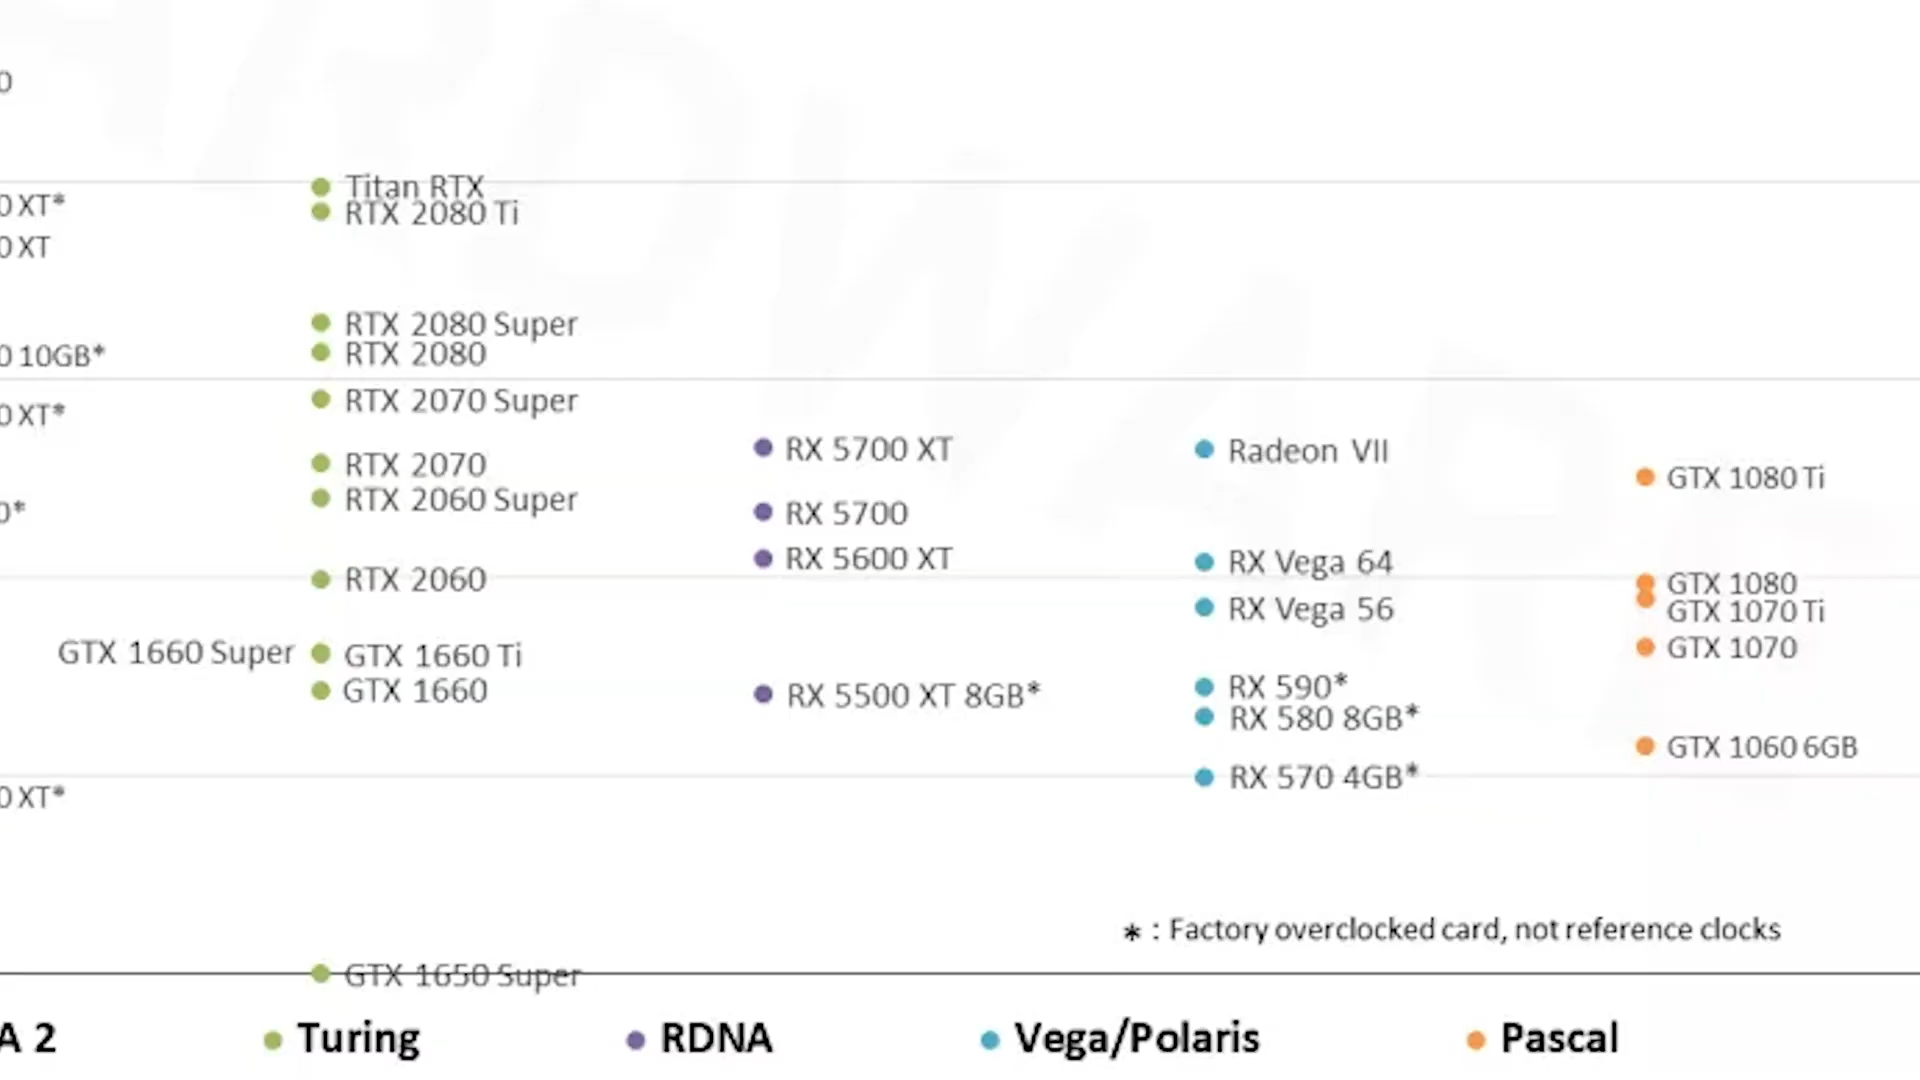 0
Titan RTX
0 XT*
RTX 2080 Ti
0 XT
RTX 2080 Super
0 10GB*
RTX 2080
RTX 2070 Super
0 XT*
RX 5700 XT
Radeon VII
RTX 2070
GTX 1080 Ti
RTX 2060 Super
0*
RX 5700
RX 5600 XT
RX Vega 64
RTX 2060
GTX 1080
RX Vega 56
GTX 1070 Ti
GTX 1660 Super
GTX 1660 Ti
GTX 1070
GTX 1660
RX 5500 XT 8GB*
RX 590*
RX 580 8GB*
GTX 1060 6GB
RX 570 4GB*
0 XT*
* : Factory overclocked card, not reference clocks
GTX 1650 Super
A 2
Turing
RDNA
Vega/Polaris
Pascal